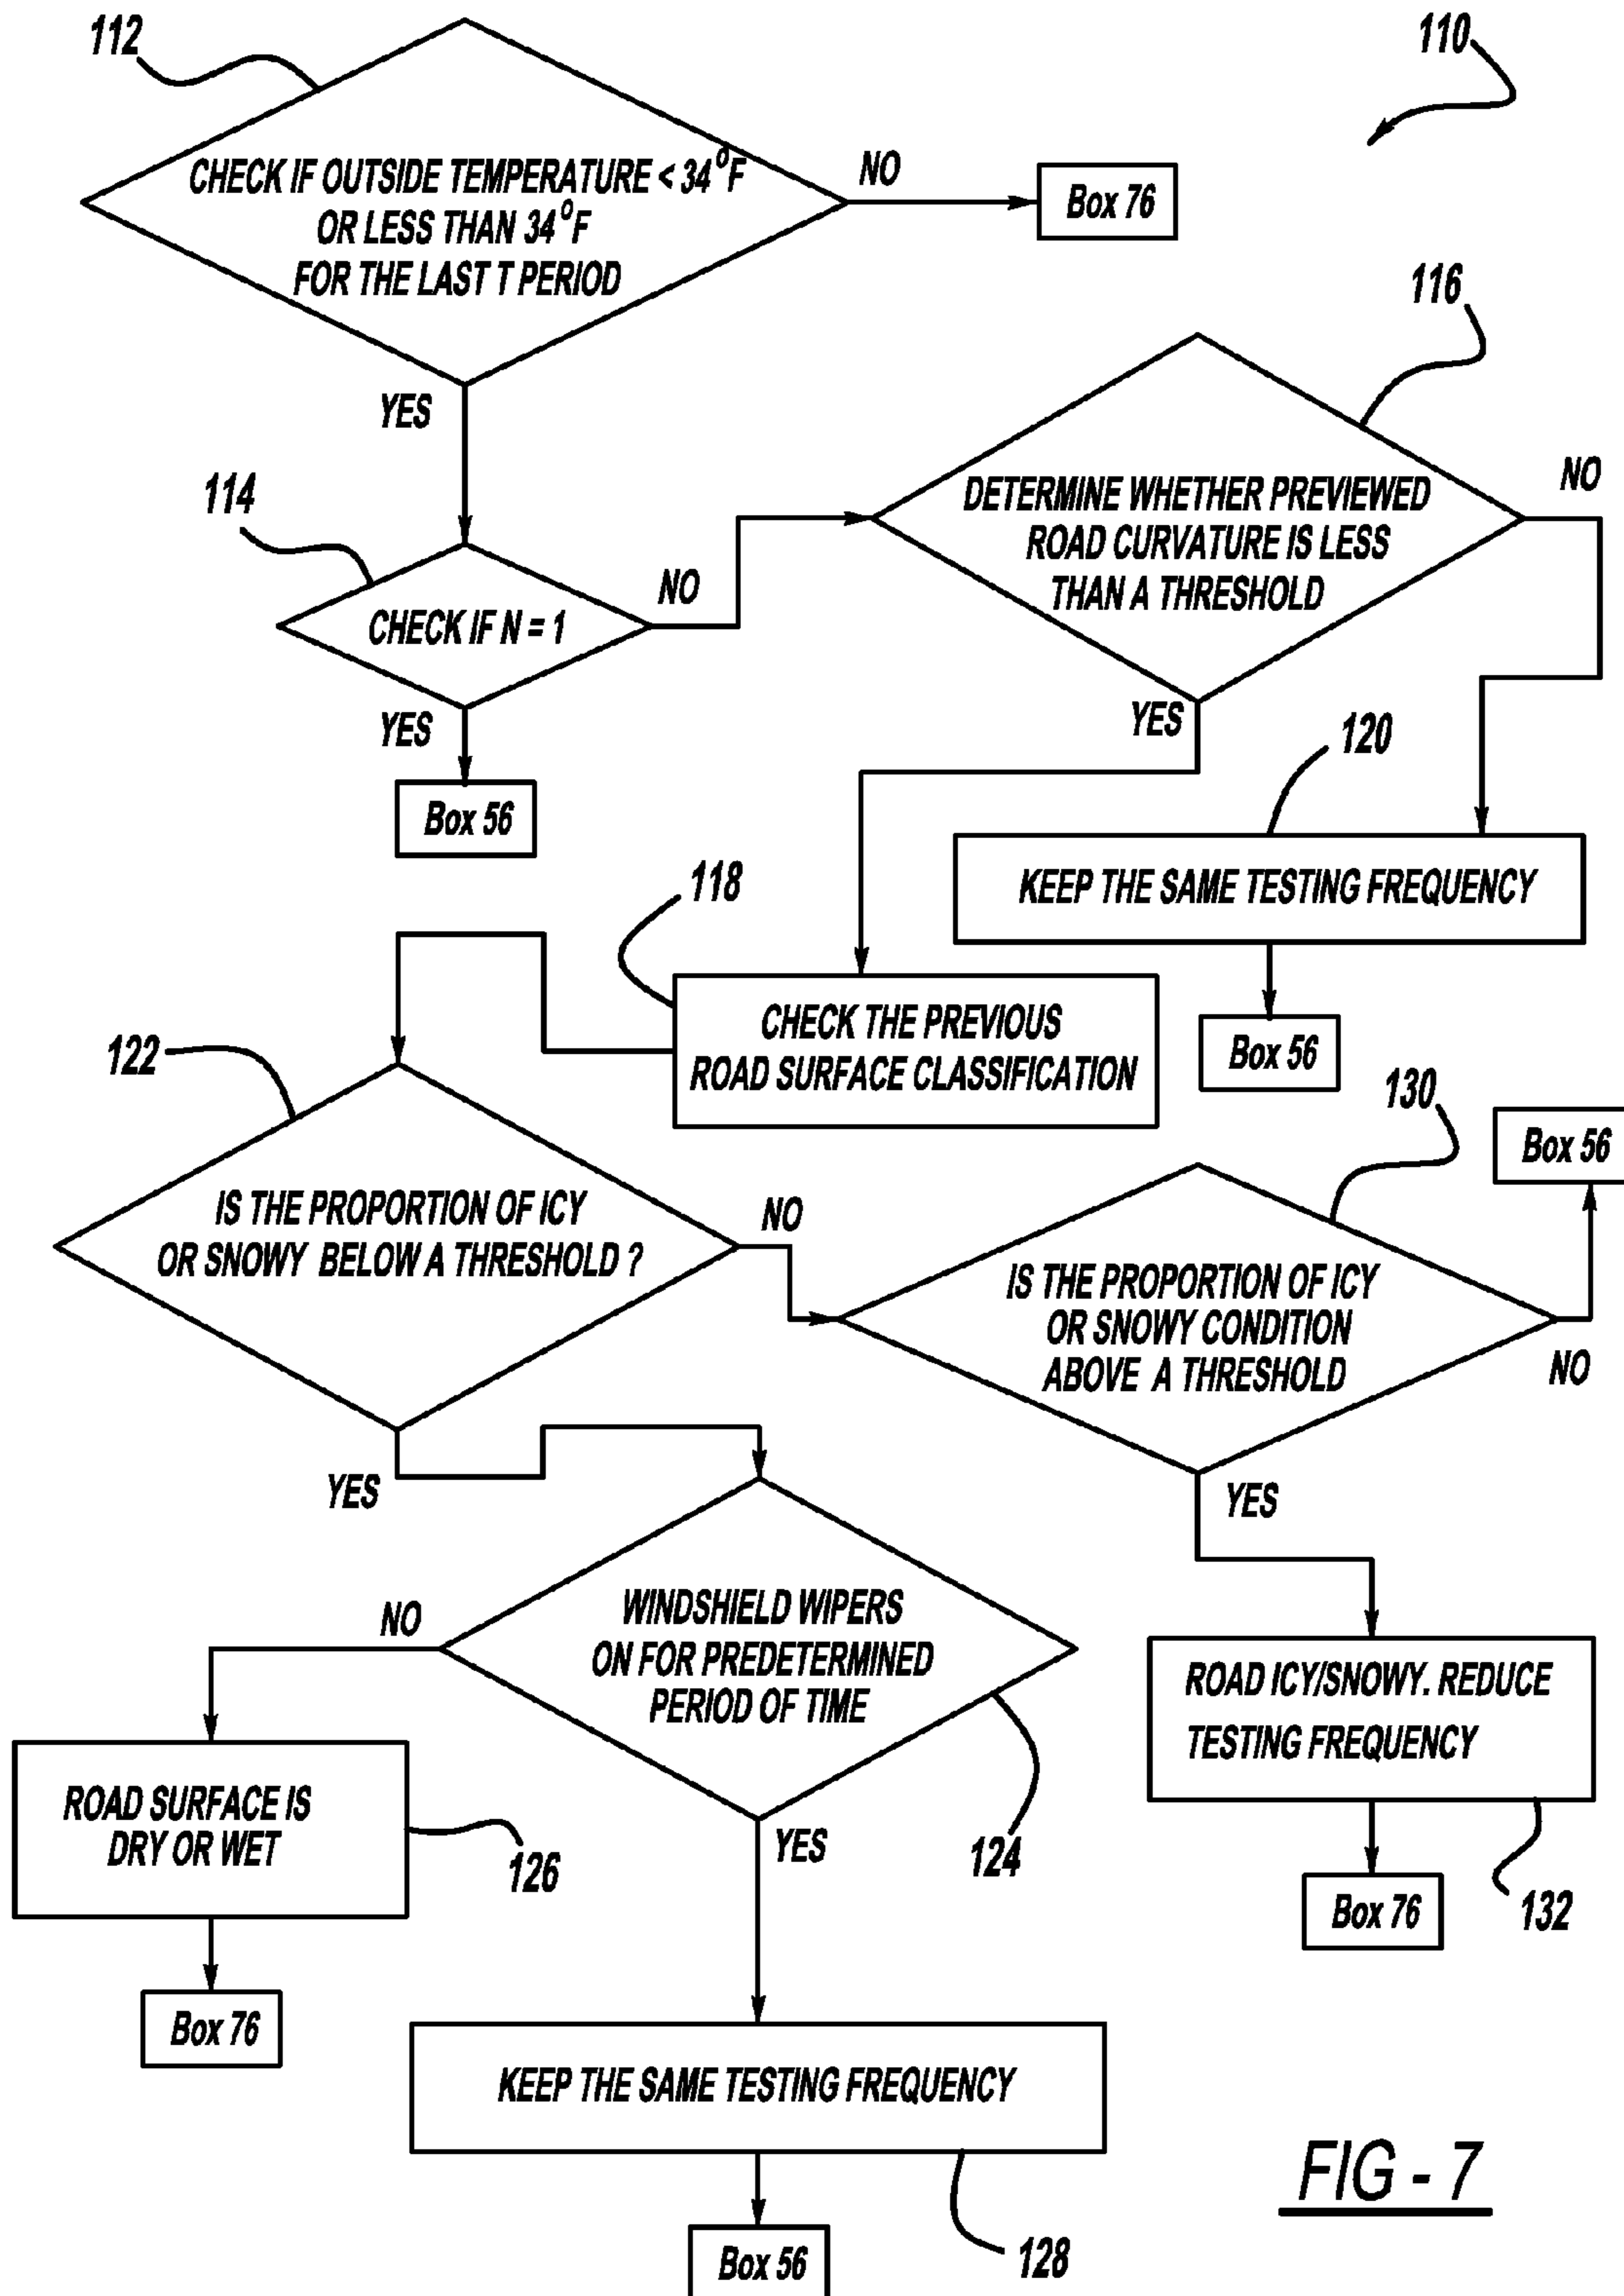 112
110
CHECK IF OUTSIDE TEMPERATURE < 34°F
OR LESS THAN 34°F
FOR THE LAST T PERIOD
NO
Box 76
YES
116
114
DETERMINE WHETHER PREVIEWED
ROAD CURVATURE IS LESS
THAN A THRESHOLD
NO
CHECK IF N = 1
NO
YES
YES
Box 56
120
KEEP THE SAME TESTING FREQUENCY
118
CHECK THE PREVIOUS
ROAD SURFACE CLASSIFICATION
Box 56
122
130
Box 56
IS THE PROPORTION OF ICY
OR SNOWY BELOW A THRESHOLD ?
NO
IS THE PROPORTION OF ICY
OR SNOWY CONDITION
ABOVE A THRESHOLD
NO
YES
YES
WINDSHIELD WIPERS
ON FOR PREDETERMINED
PERIOD OF TIME
NO
124
ROAD ICY/SNOWY. REDUCE
TESTING FREQUENCY
132
Box 76
ROAD SURFACE IS
DRY OR WET
126
YES
Box 76
KEEP THE SAME TESTING FREQUENCY
128
Box 56
FIG - 7